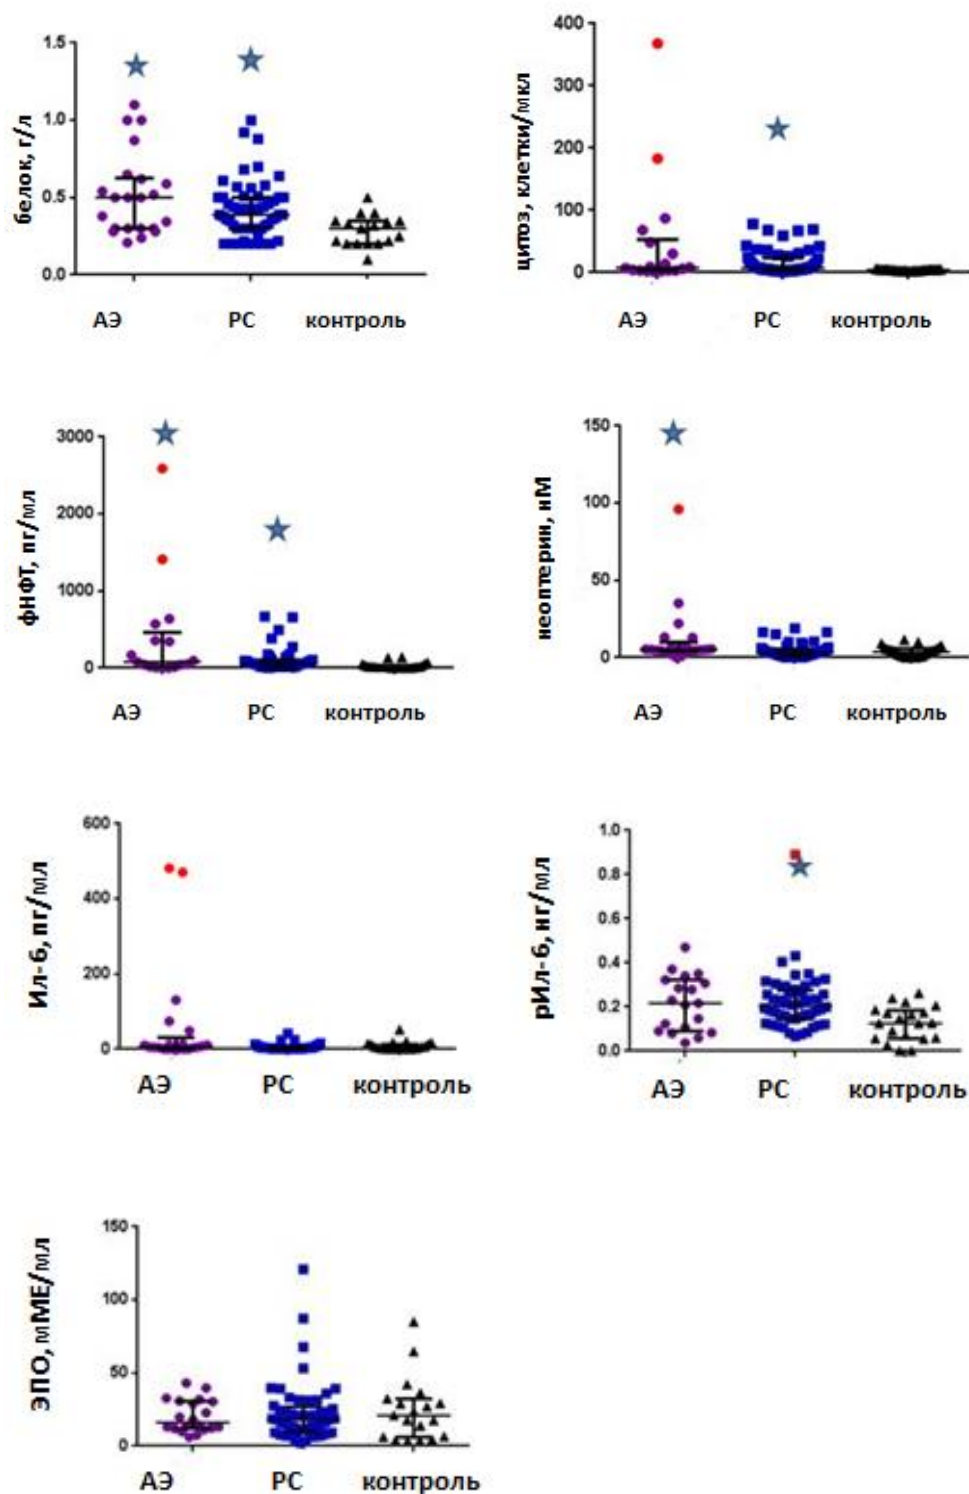 белок, г/л
1.5
1.0
0.5
0.0
АЭ РС контроль
цитоз, клетки/мкл
400
300
200
100
0
АЭ РС контроль
фНФТ, пг/мл
3000
2000
1000
0
АЭ РС контроль
неоптерин, нМ
150
100
50
0
АЭ РС контроль
Ил-6, пг/мл
600
400
200
0
АЭ РС контроль
рИл-6, нг/мл
1.0
0.8
0.6
0.4
0.2
0.0
АЭ РС контроль
ЭПО, мМЕ/мл
150
100
50
0
АЭ РС контроль